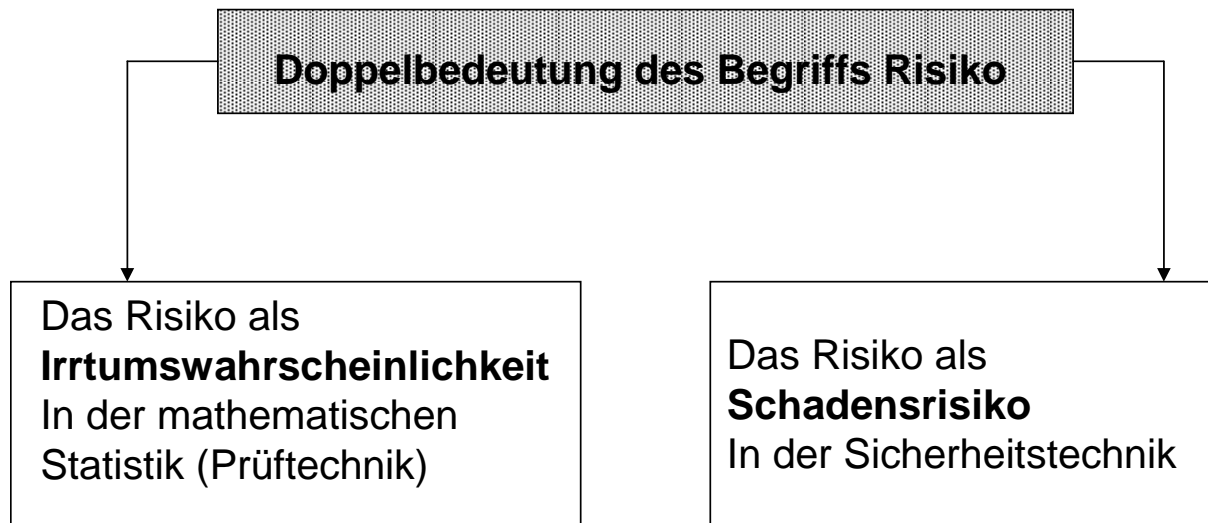 Doppelbedeutung des Begriffs Risiko
Das Risiko als
Irrtumswahrscheinlichkeit
In der mathematischen
Statistik (Prüftechnik)
Das Risiko als
Schadensrisiko
In der Sicherheitstechnik